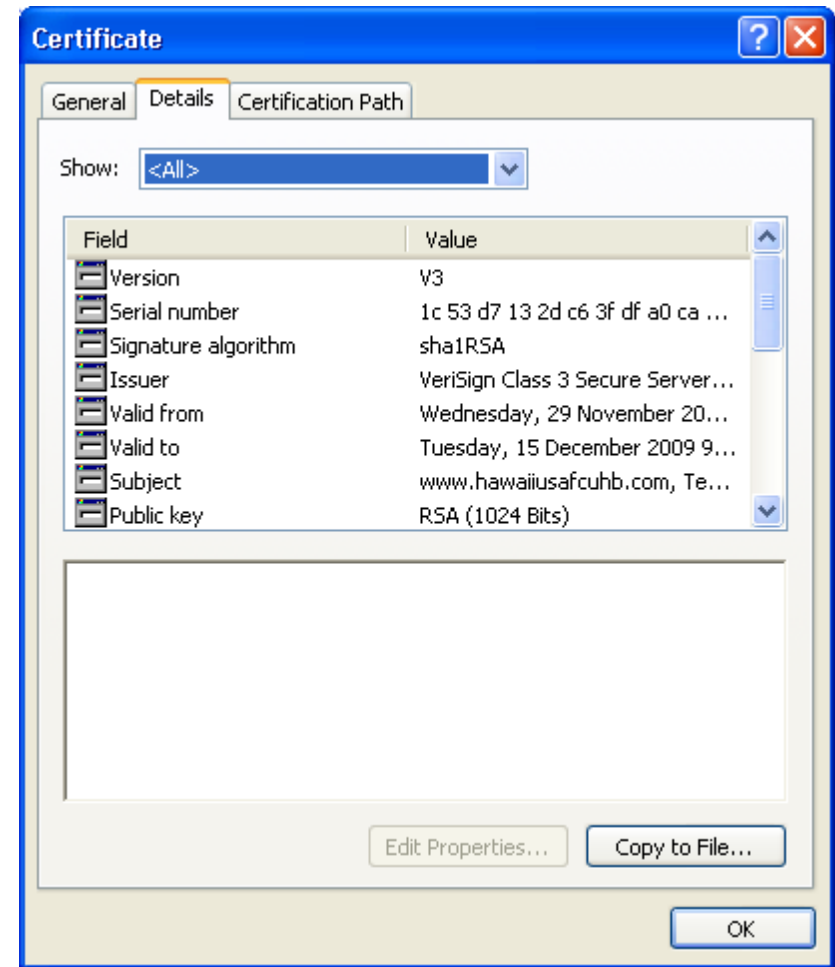 Certificate
General Details Certification Path
Show: <All>
Field Value
Version V3
Serial number 1c 53 d7 13 2d c6 3f df a0 ca ...
Signature algorithm sha1RSA
Issuer VeriSign Class 3 Secure Server...
Valid from Wednesday, 29 November 20...
Valid to Tuesday, 15 December 2009 9...
Subject www.hawaiiusafcuhb.com, Te...
Public key RSA (1024 Bits)
Edit Properties... Copy to File...
OK